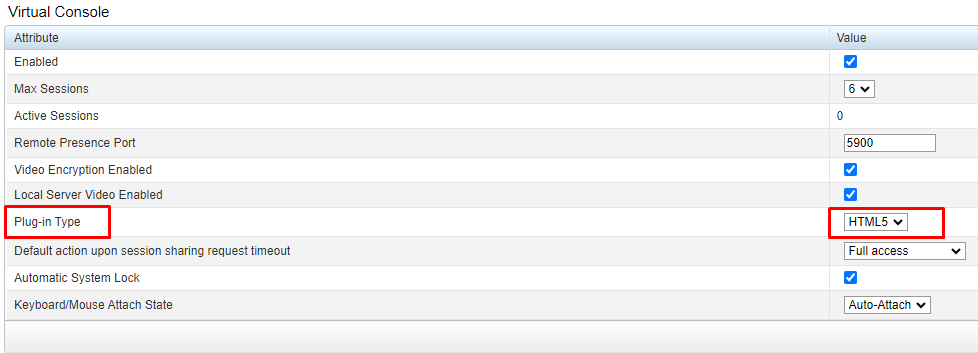 Virtual Console
Attribute Value
Enabled
Max Sessions 6
Active Sessions 0
Remote Presence Port 5900
Video Encryption Enabled
Local Server Video Enabled
Plug-in Type HTML5
Default action upon session sharing request timeout Full access
Automatic System Lock
Keyboard/Mouse Attach State Auto-Attach